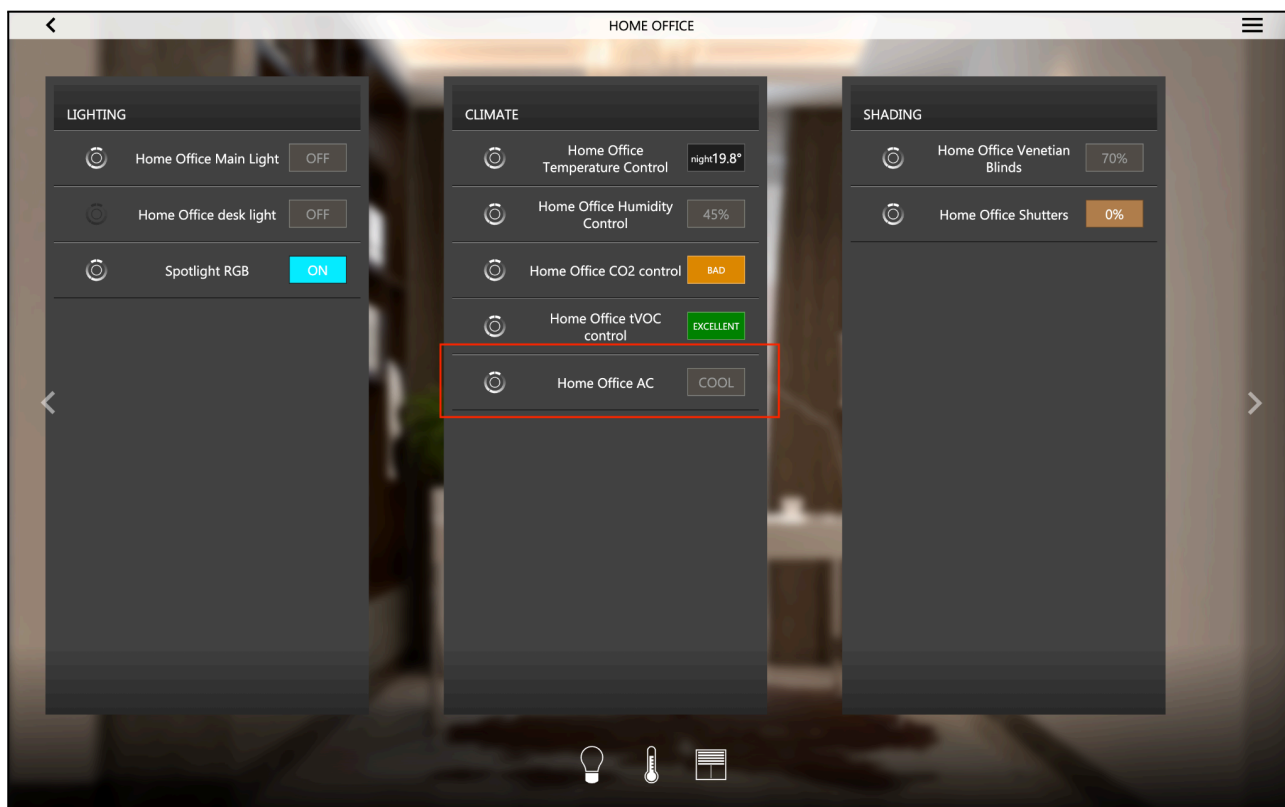 HOME OFFICE
LIGHTING
Home Office Main Light
OFF
Home Office desk light
OFF
Spotlight RGB
ON
CLIMATE
Home Office
Temperature Control
night19.8°
Home Office Humidity
Control
45%
Home Office CO2 control
BAD
Home Office tVOC
control
EXCELLENT
Home Office AC
COOL
SHADING
Home Office Venetian
Blinds
70%
Home Office Shutters
0%